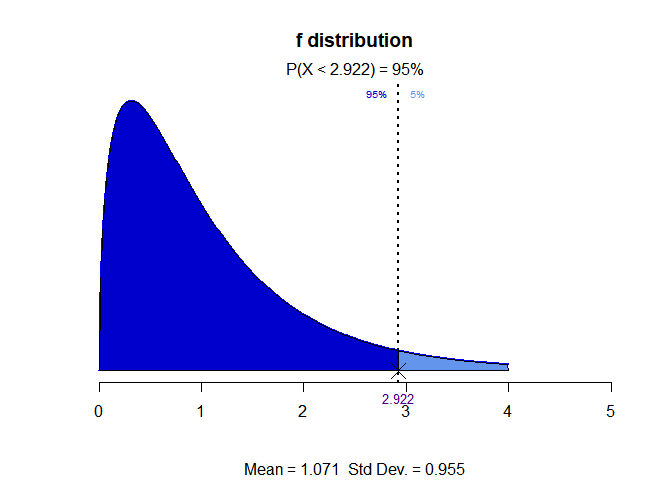 f distribution
P(X < 2.922) = 95%
95% 5%
2.922
0 1 2 3 4 5
Mean = 1.071 Std Dev. = 0.955